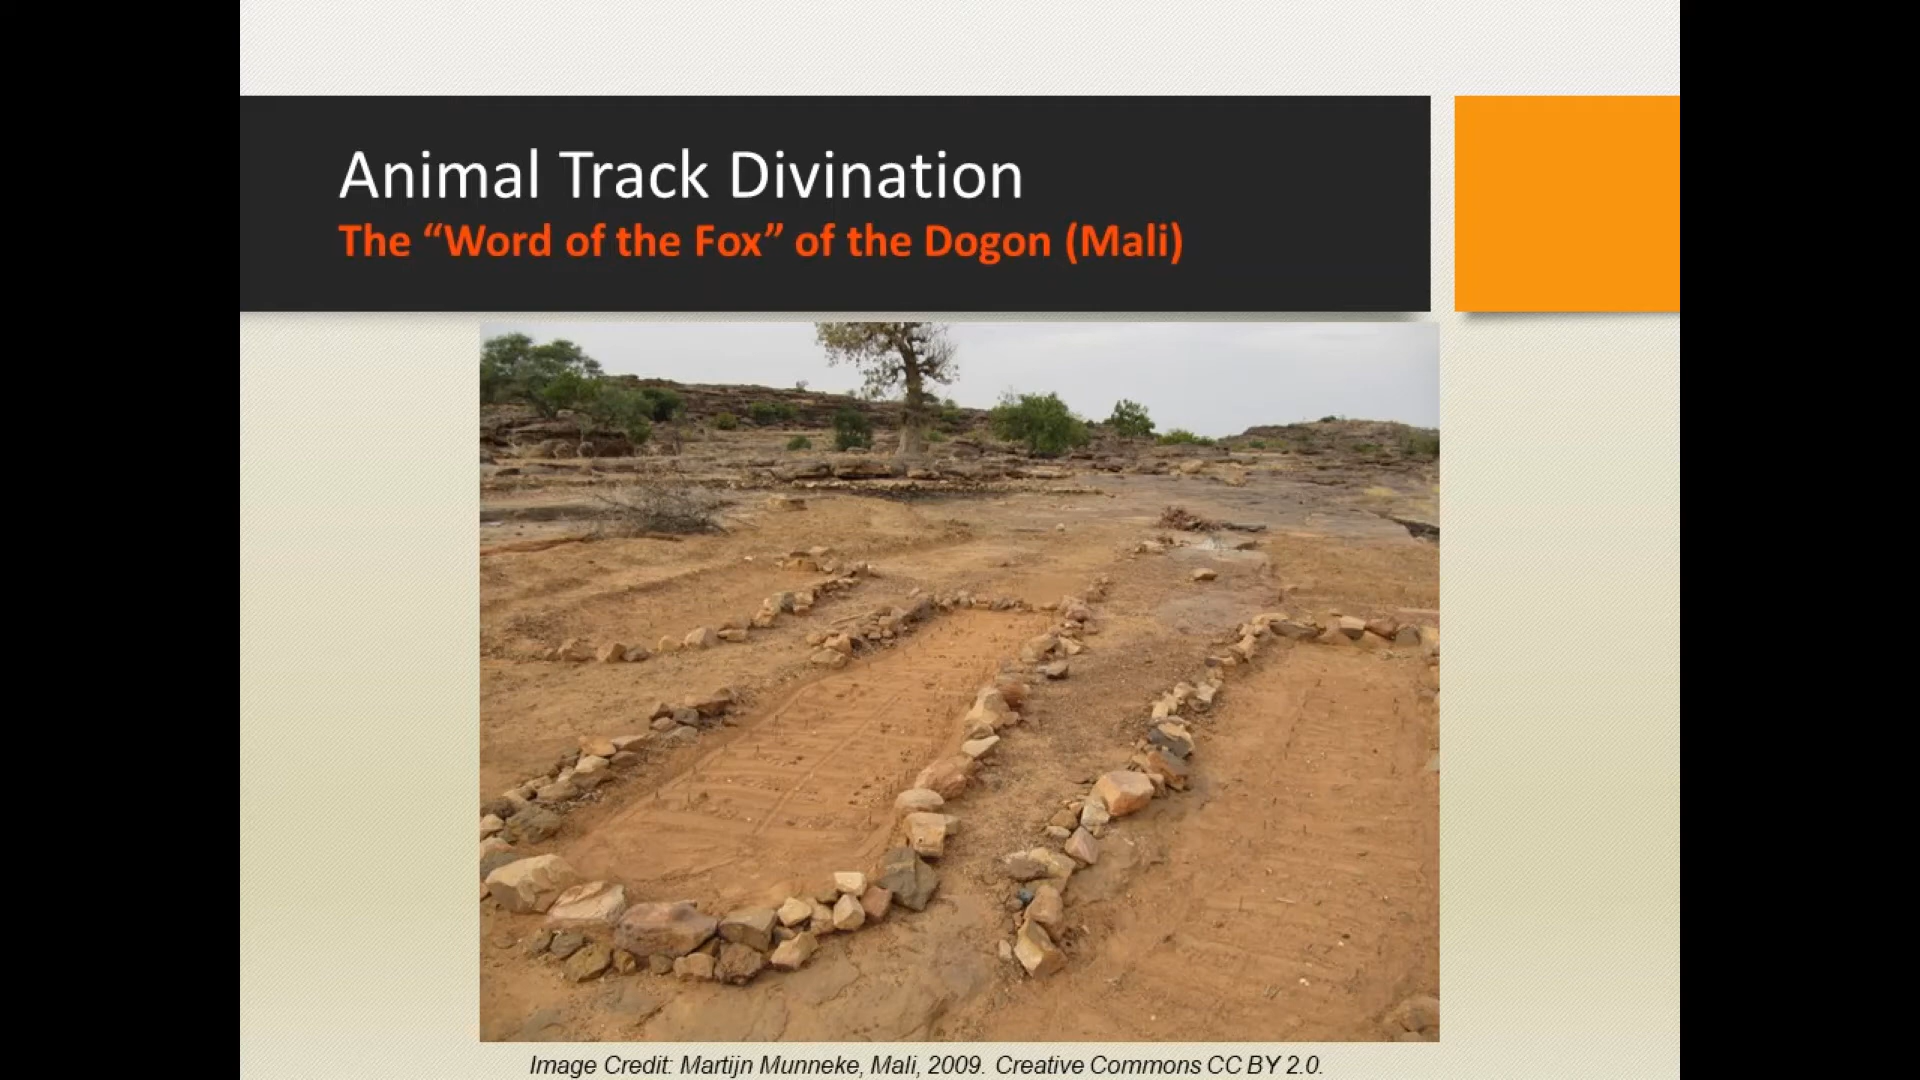 Animal Track Divination
The “Word of the Fox” of the Dogon (Mali)
Image Credit: Martijn Munneke, Mali, 2009. Creative Commons CC BY 2.0.